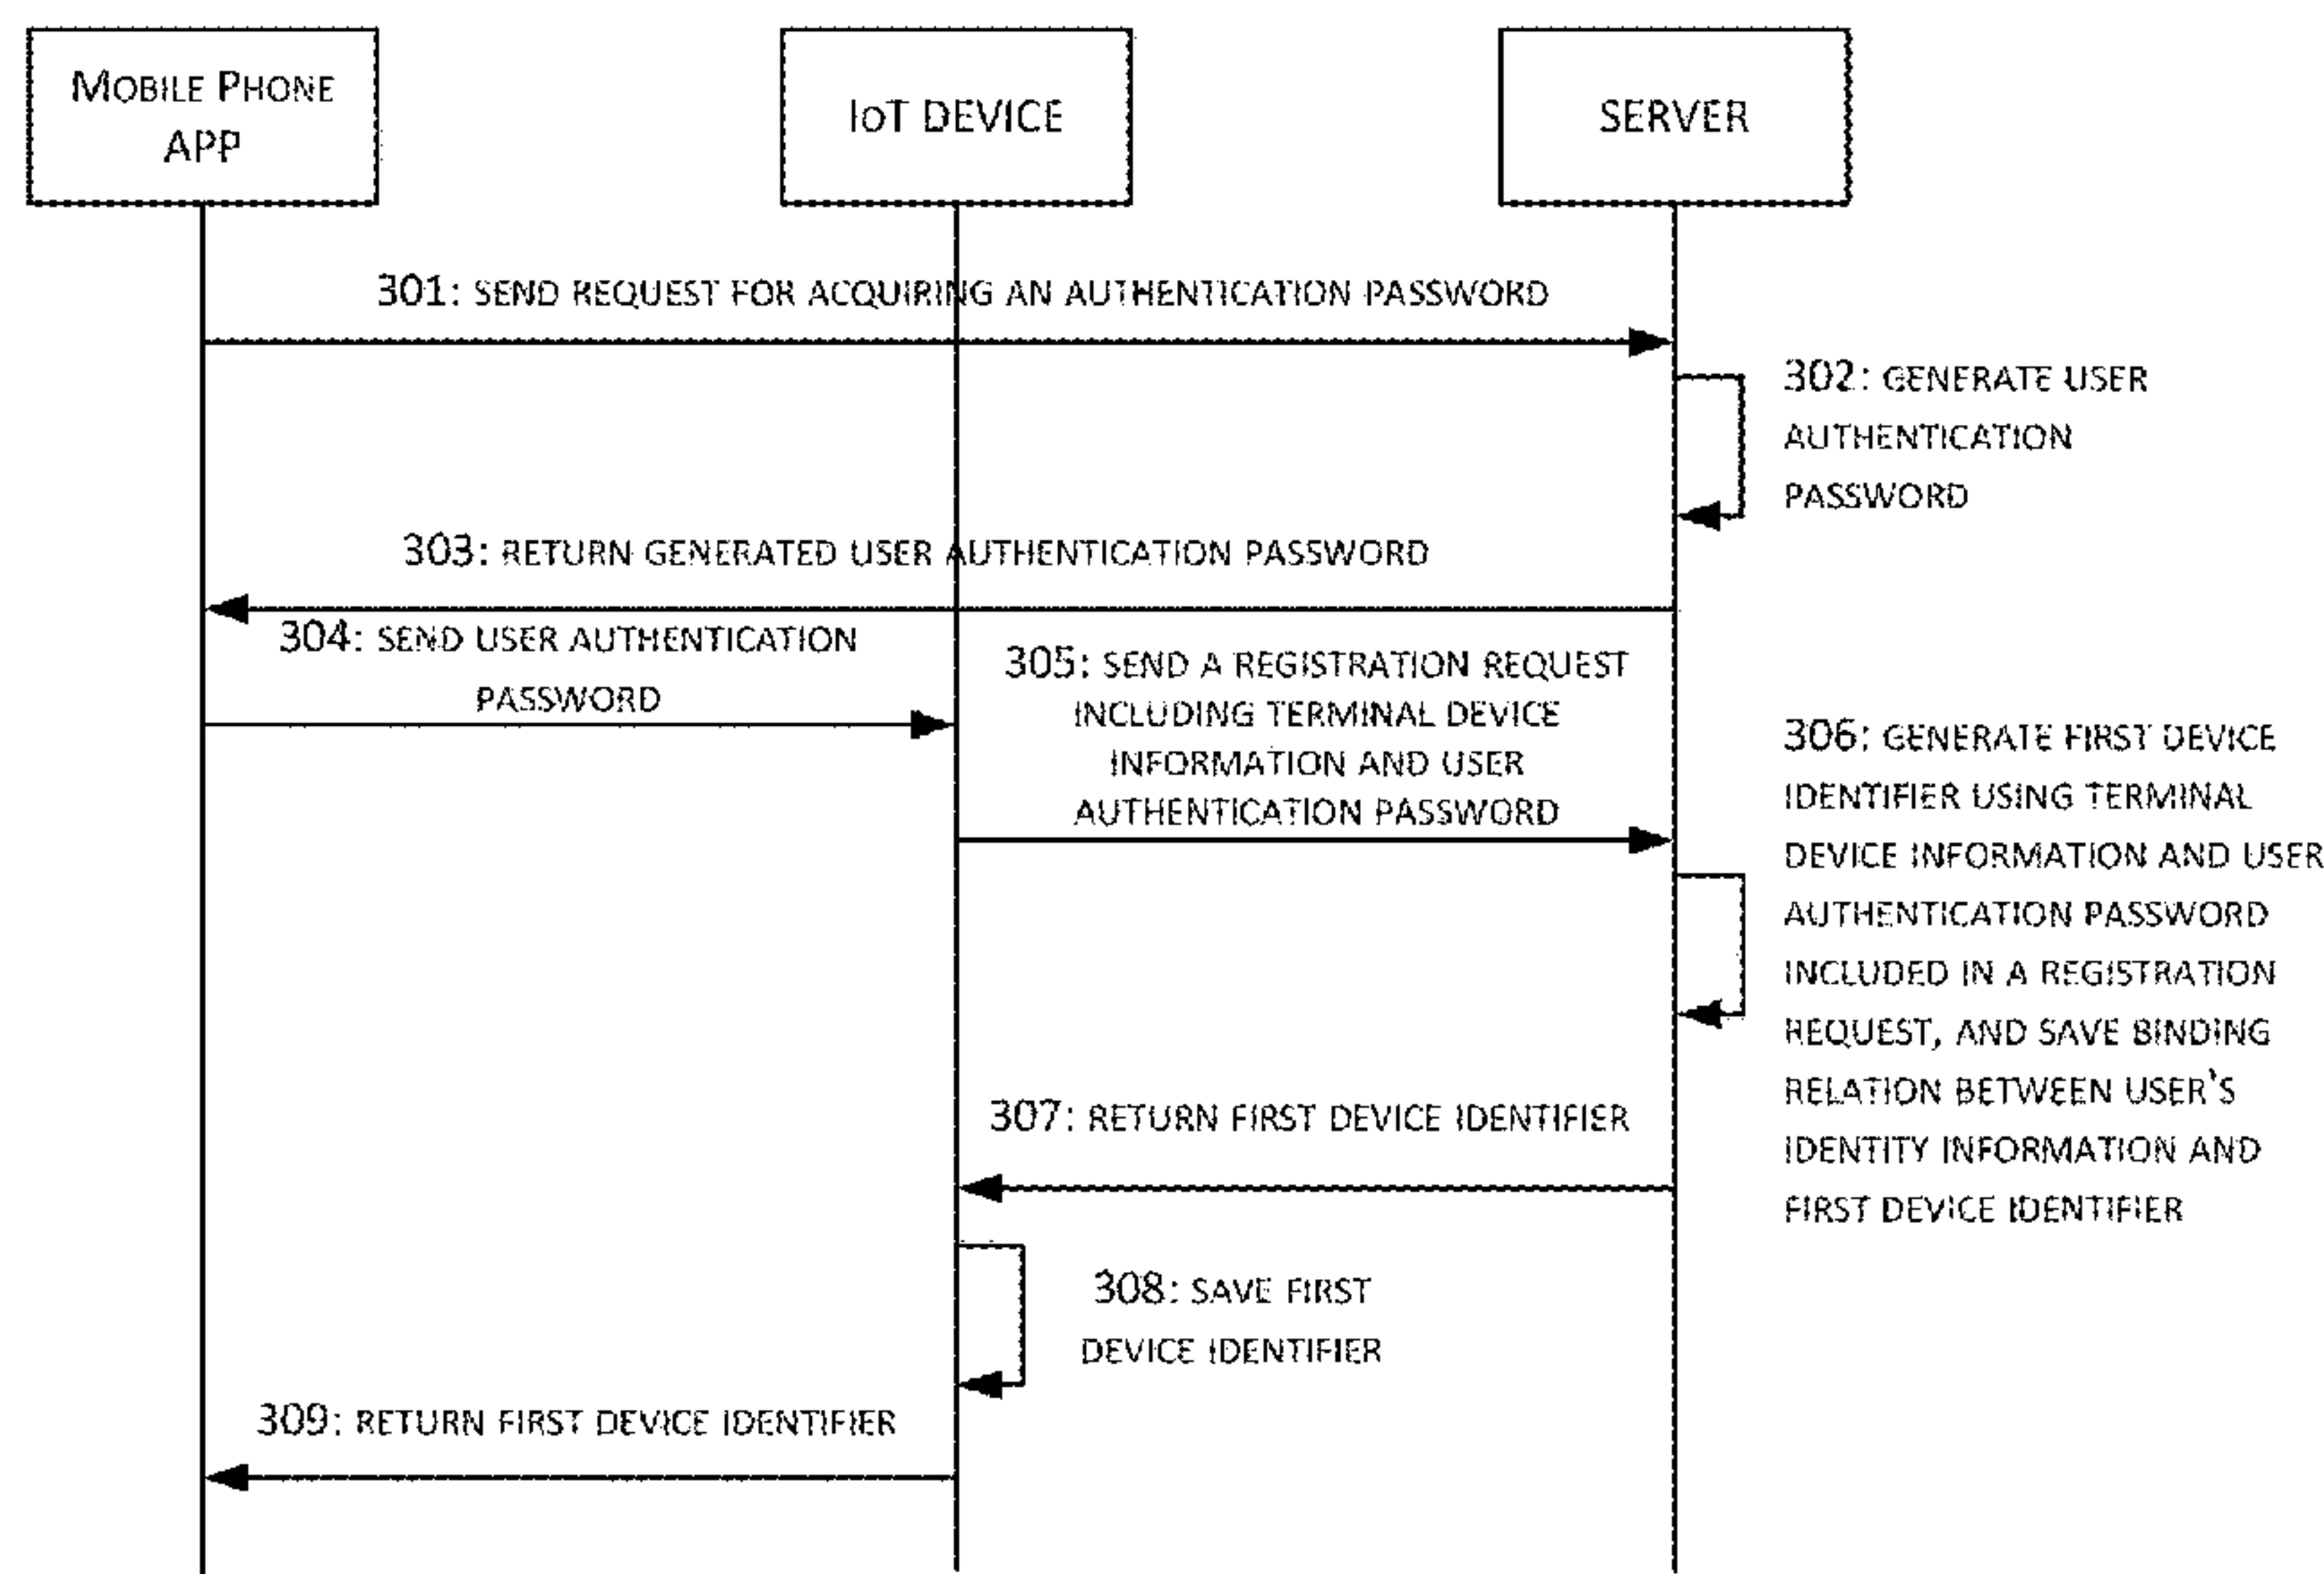 MOBILE PHONE
APP
IoT DEVICE
SERVER
301: SEND REQUEST FOR ACQUIRING AN AUTHENTICATION PASSWORD
302: GENERATE USER
AUTHENTICATION
PASSWORD
303: RETURN GENERATED USER AUTHENTICATION PASSWORD
304: SEND USER AUTHENTICATION
PASSWORD
305: SEND A REGISTRATION REQUEST
INCLUDING TERMINAL DEVICE
INFORMATION AND USER
AUTHENTICATION PASSWORD
306: GENERATE FIRST DEVICE
IDENTIFIER USING TERMINAL
DEVICE INFORMATION AND USER
AUTHENTICATION PASSWORD
INCLUDED IN A REGISTRATION
REQUEST, AND SAVE BINDING
RELATION BETWEEN USER'S
IDENTITY INFORMATION AND
FIRST DEVICE IDENTIFIER
307: RETURN FIRST DEVICE IDENTIFIER
308: SAVE FIRST
DEVICE IDENTIFIER
309: RETURN FIRST DEVICE IDENTIFIER